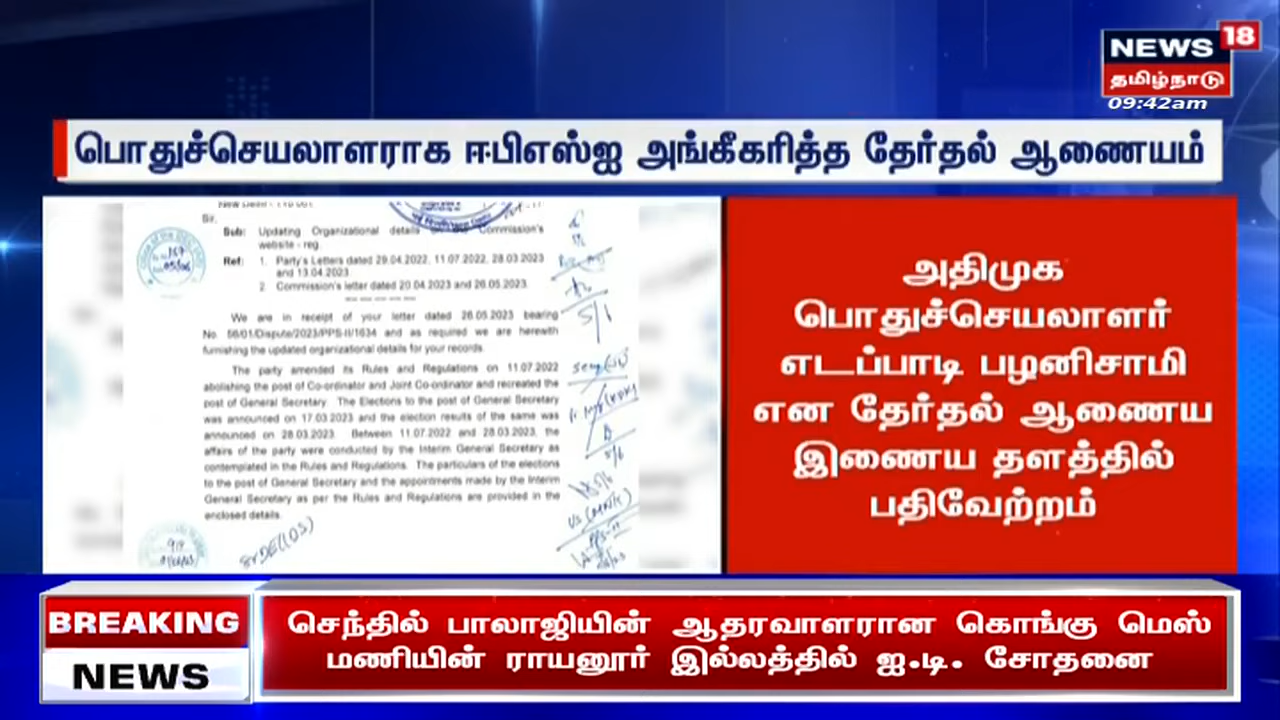 NEWS 18
தமிழ்நாடு
09:42am
பொதுச்செயலாளராக ஈபிஎஸ்ஐ அங்கீகரித்த தேர்தல் ஆணையம்
Sir,
Sub: Updating Organizational details on the Commission's
website - reg.
Ref: 1. Party's Letters dated 29.04.2022, 11.07.2022, 28.03.2023
and 13.04.2023.
2. Commission's letter dated 20.04.2023 and 26.05.2023.
We are in receipt of your letter dated 26.05.2023 bearing
No. 56/01/Dispute/2023/PPS-II/1634 and as required we are herewith
furnishing the updated organizational details for your records.
The party amended its Rules and Regulations on 11.07.2022
abolishing the post of Co-ordinator and Joint Co-ordinator and recreated the
post of General Secretary. The Elections to the post of General Secretary
was announced on 17.03.2023 and the election results of the same was
announced on 28.03.2023. Between 11.07.2022 and 28.03.2023, the
affairs of the party were conducted by the Interim General Secretary as
contemplated in the Rules and Regulations. The particulars of the elections
to the post of General Secretary and the appointments made by the Interim
General Secretary as per the Rules and Regulations are provided in the
enclosed details.
அதிமுக
பொதுச்செயலாளர்
எடப்பாடி பழனிசாமி
என தேர்தல் ஆணைய
இணைய தளத்தில்
பதிவேற்றம்
BREAKING
NEWS
செந்தில் பாலாஜியின் ஆதரவாளரான கொங்கு மெஸ்
மணியின் ராயனூர் இல்லத்தில் ஐ.டி. சோதனை